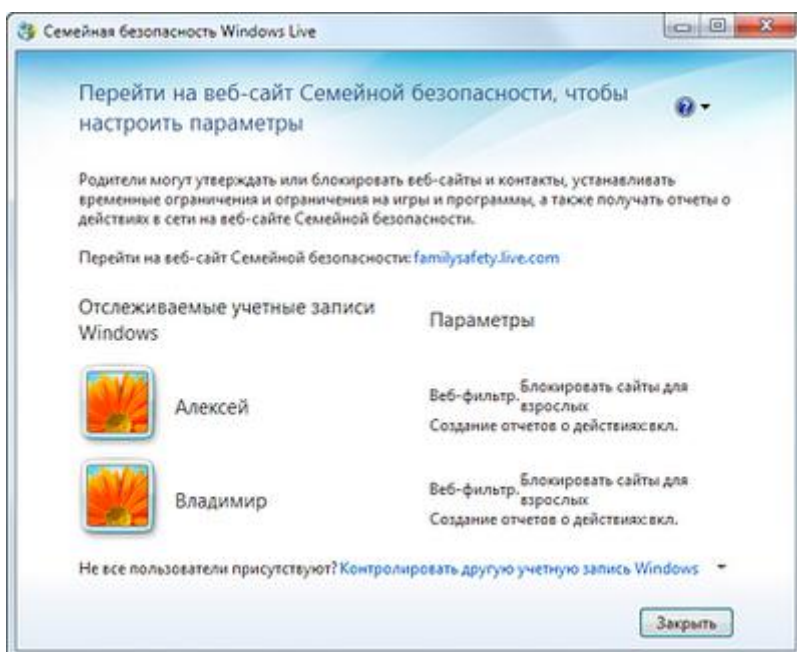 Семейная безопасность Windows Live
Перейти на веб-сайт Семейной безопасности, чтобы
настроить параметры
Родители могут утверждать или блокировать веб-сайты и контакты, устанавливать
временные ограничения и ограничения на игры и программы, а также получать отчеты о
действиях в сети на веб-сайте Семейной безопасности.
Перейти на веб-сайт Семейной безопасности: familysafety.live.com
Отслеживаемые учетные записи
Windows
Параметры
Алексей
Веб-фильтр. Блокировать сайты для
взрослых
Создание отчетов о действиях: вкл.
Владимир
Веб-фильтр. Блокировать сайты для
взрослых
Создание отчетов о действиях: вкл.
Не все пользователи присутствуют? Контролировать другую учетную запись Windows
Закрыть